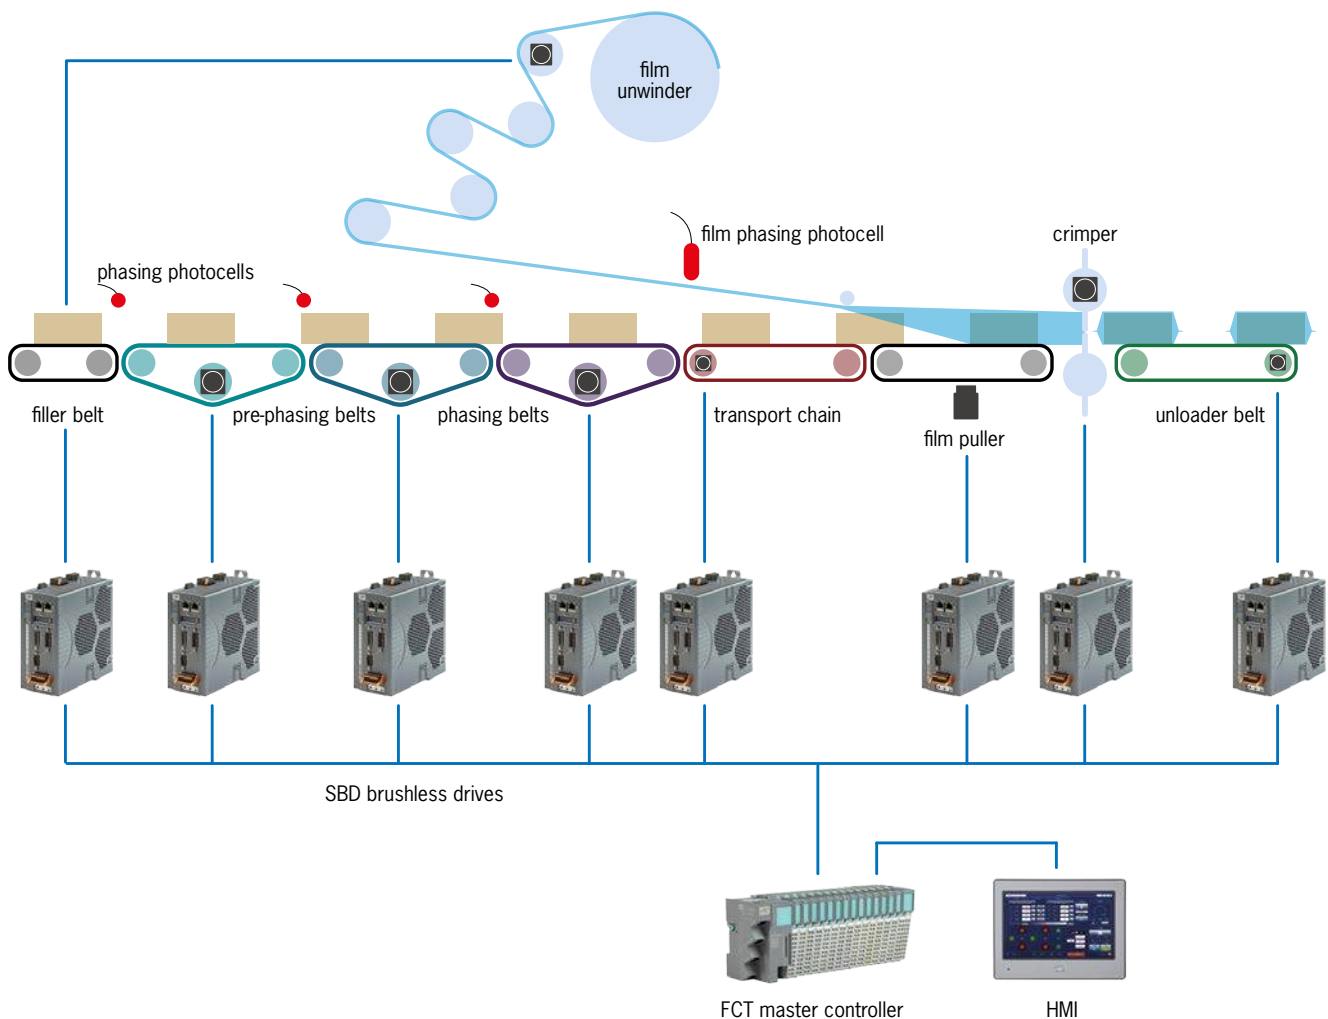 film
unwinder
film phasing photocell
crimper
phasing photocells
filler belt
pre-phasing belts
phasing belts
transport chain
film puller
unloader belt
SBD brushless drives
FCT master controller
HMI